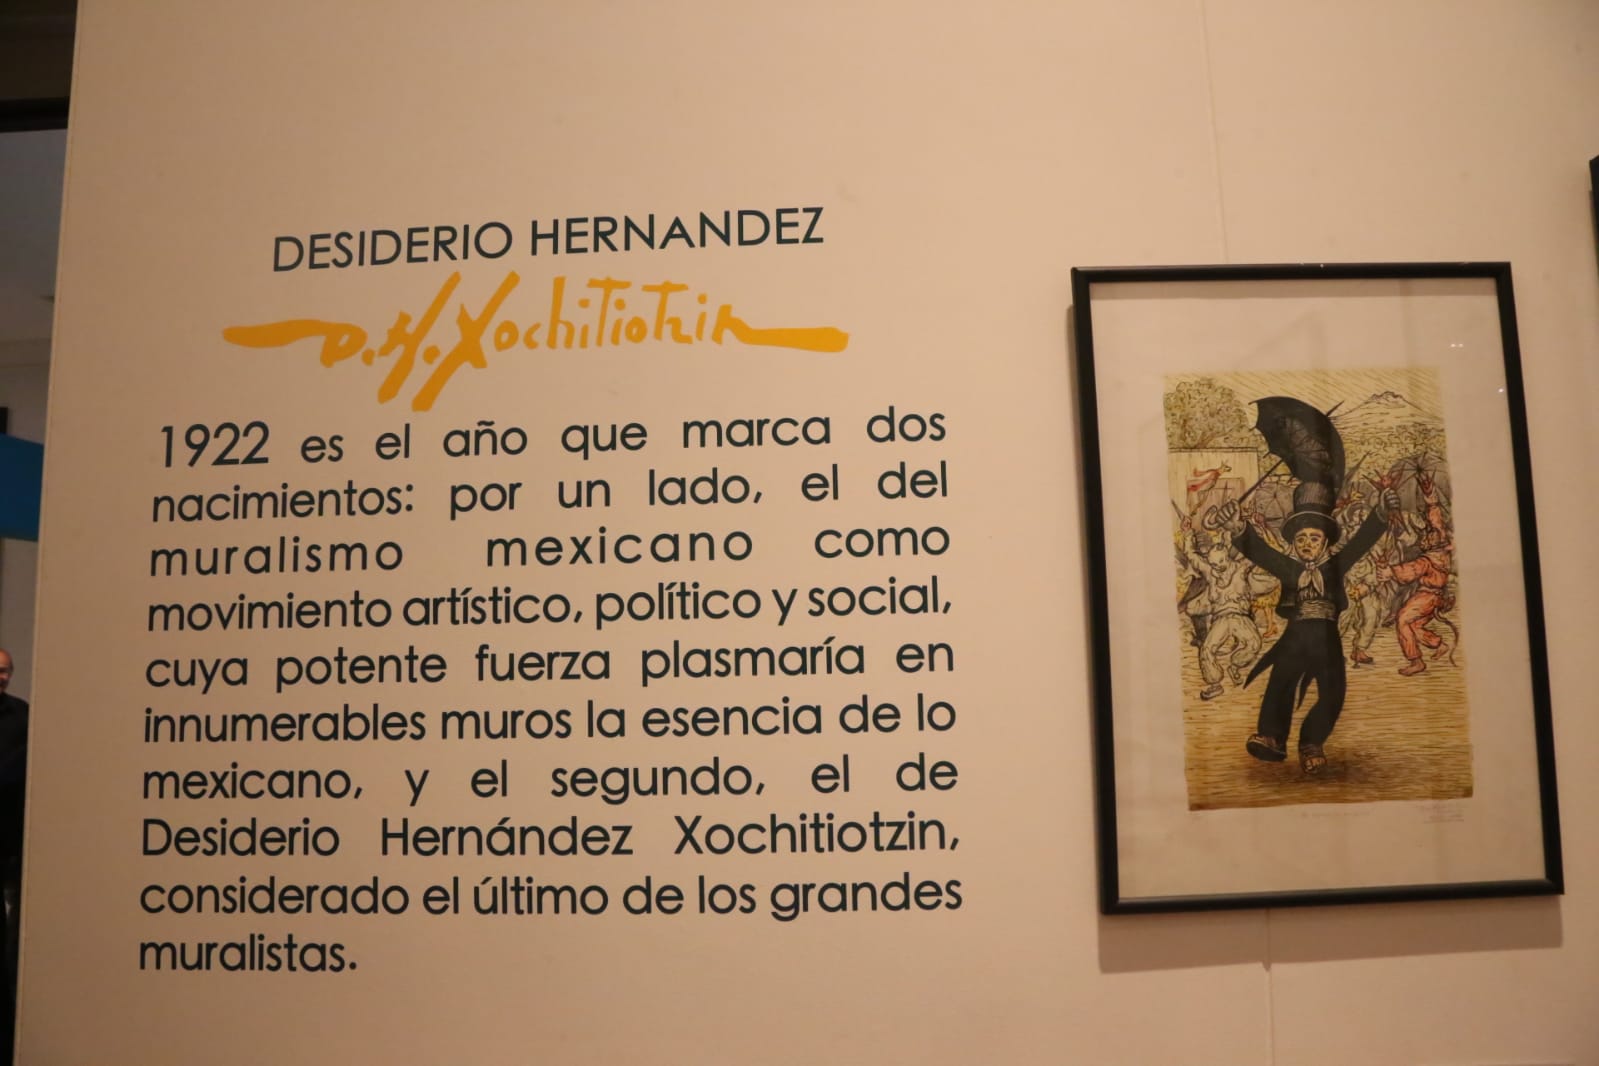 DESIDERIO HERNANDEZ
D.H.Xochitiotzin
1922 es el año que marca dos
nacimientos: por un lado, el del
muralismo mexicano como
movimiento artístico, político y social,
cuya potente fuerza plasmaría en
innumerables muros la esencia de lo
mexicano, y el segundo, el de
Desiderio Hernández Xochitiotzin,
considerado el último de los grandes
muralistas.